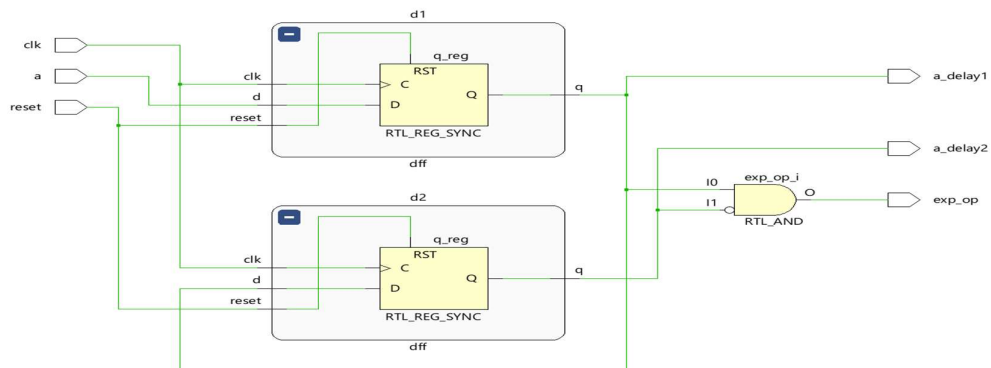 d1
clk
a
reset
q_reg
RST
clk
C
d
D
reset
Q
q
RTL_REG_SYNC
dff
a_delay1
a_delay2
exp_op_i
I0
I1
O
RTL_AND
exp_op
d2
q_reg
RST
clk
C
d
D
reset
Q
q
RTL_REG_SYNC
dff